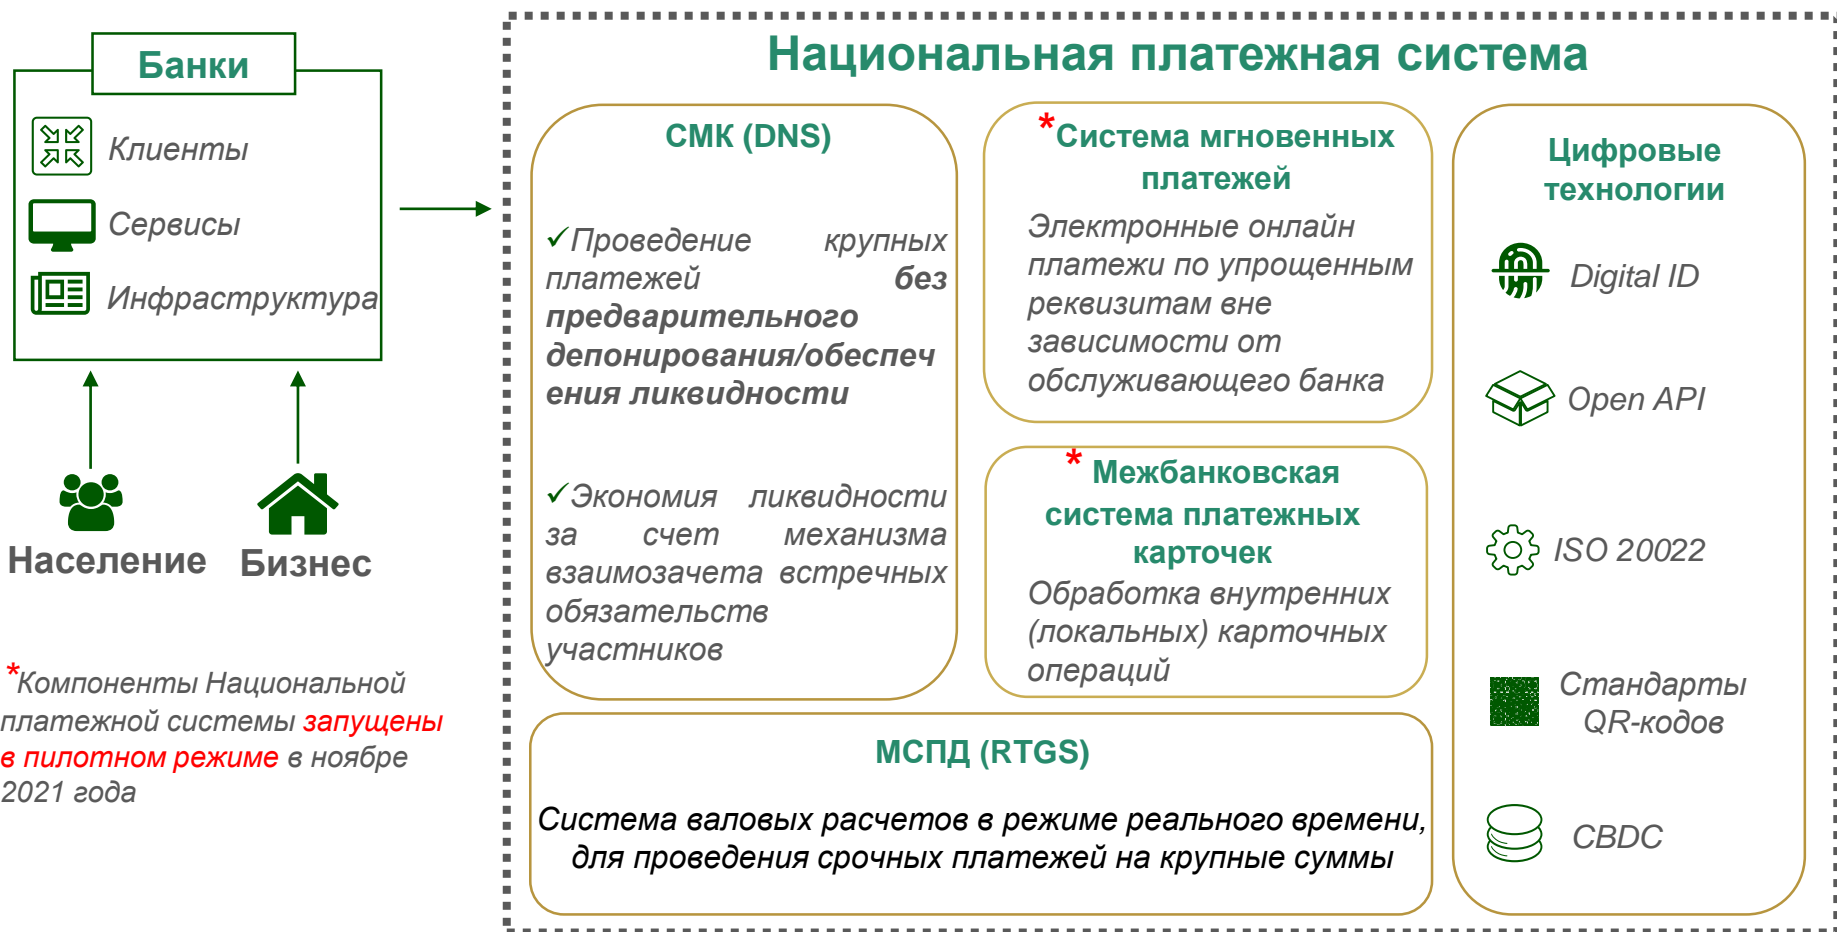 Банки
Клиенты
Сервисы
Инфраструктура
Население
Бизнес
*Компоненты Национальной
платежной системы запущены
в пилотном режиме в ноябре
2021 года
Национальная платежная система
СМК (DNS)
✓Проведение крупных
платежей без
предварительного
депонирования/обеспеч
ения ликвидности
✓Экономия ликвидности
за счет механизма
взаимозачета встречных
обязательств
участников
*Система мгновенных
платежей
Электронные онлайн
платежи по упрощенным
реквизитам вне
зависимости от
обслуживающего банка
* Межбанковская
система платежных
карточек
Обработка внутренних
(локальных) карточных
операций
МСПД (RTGS)
Система валовых расчетов в режиме реального времени,
для проведения срочных платежей на крупные суммы
Цифровые
технологии
Digital ID
Open API
ISO 20022
Стандарты
QR-кодов
CBDC